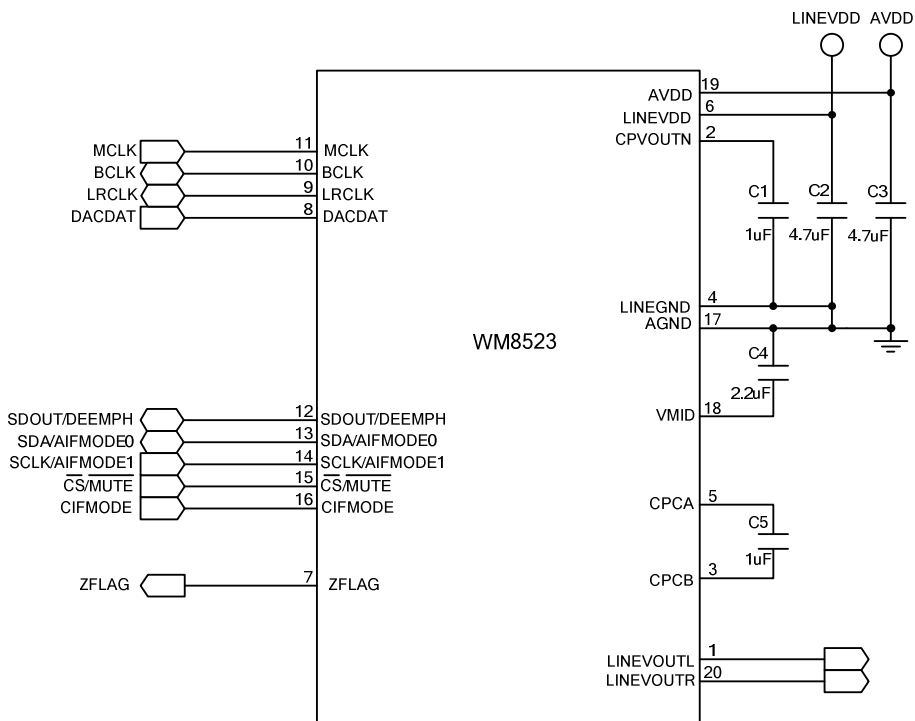 LINEVDD AVDD
AVDD 19
LINEVDD 6
CPVOUTN 2
MCLK 11 MCLK
BCLK 10 BCLK
LRCLK 9 LRCLK
DACDAT 8 DACDAT
C1 C2 C3
1uF 4.7uF 4.7uF
LINEGND 4
AGND 17
WM8523
C4
2.2uF
VMID 18
SDOUT/DEEMPH 12 SDOUT/DEEMPH
SDA/AIFMODE0 13 SDA/AIFMODE0
SCLK/AIFMODE1 14 SCLK/AIFMODE1
CS/MUTE 15 CS/MUTE
CIFMODE 16 CIFMODE
CPCA 5
C5
1uF
CPCB 3
ZFLAG 7 ZFLAG
LINEVOUTL 1
LINEVOUTR 20